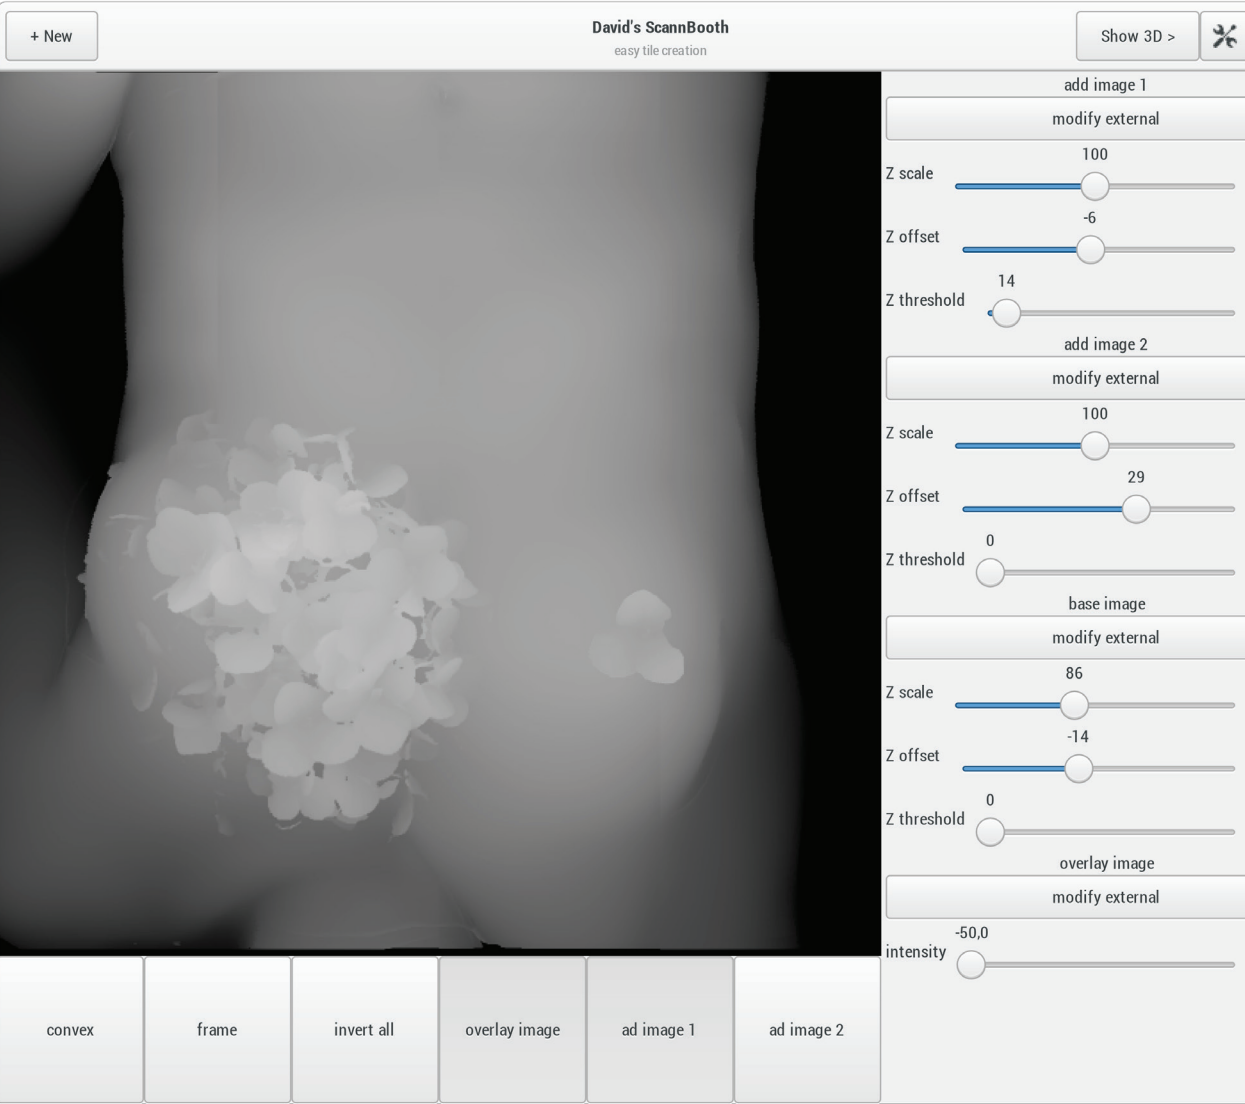 + New
David's ScannBooth
easy tile creation
Show 3D >
add image 1
modify external
100
Z scale
-6
Z offset
14
Z threshold
add image 2
modify external
100
Z scale
29
Z offset
0
Z threshold
base image
modify external
86
Z scale
-14
Z offset
0
Z threshold
overlay image
modify external
-50,0
intensity
convex
frame
invert all
overlay image
ad image 1
ad image 2